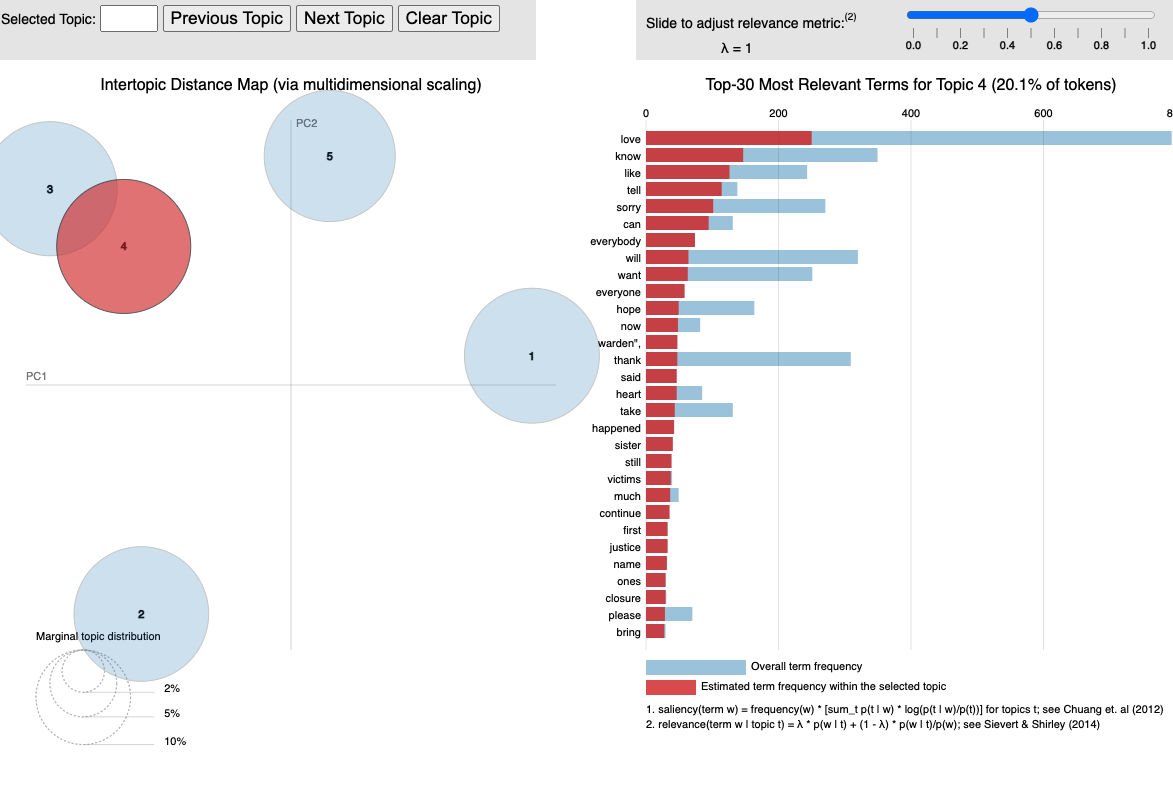 Selected Topic: Previous Topic Next Topic Clear Topic
Slide to adjust relevance metric:(2)
λ = 1
0.0 0.2 0.4 0.6 0.8 1.0
Intertopic Distance Map (via multidimensional scaling)
PC2
5
3
4
1
PC1
2
Marginal topic distribution
2%
5%
10%
Top-30 Most Relevant Terms for Topic 4 (20.1% of tokens)
0 200 400 600 8
love
know
like
tell
sorry
can
everybody
will
want
everyone
hope
now
warden",
thank
said
heart
take
happened
sister
still
victims
much
continue
first
justice
name
ones
closure
please
bring
Overall term frequency
Estimated term frequency within the selected topic
1. saliency(term w) = frequency(w) * [sum_t p(t | w) * log(p(t | w)/p(t))] for topics t; see Chuang et. al (2012)
2. relevance(term w | topic t) = λ * p(w | t) + (1 - λ) * p(w | t)/p(w); see Sievert & Shirley (2014)